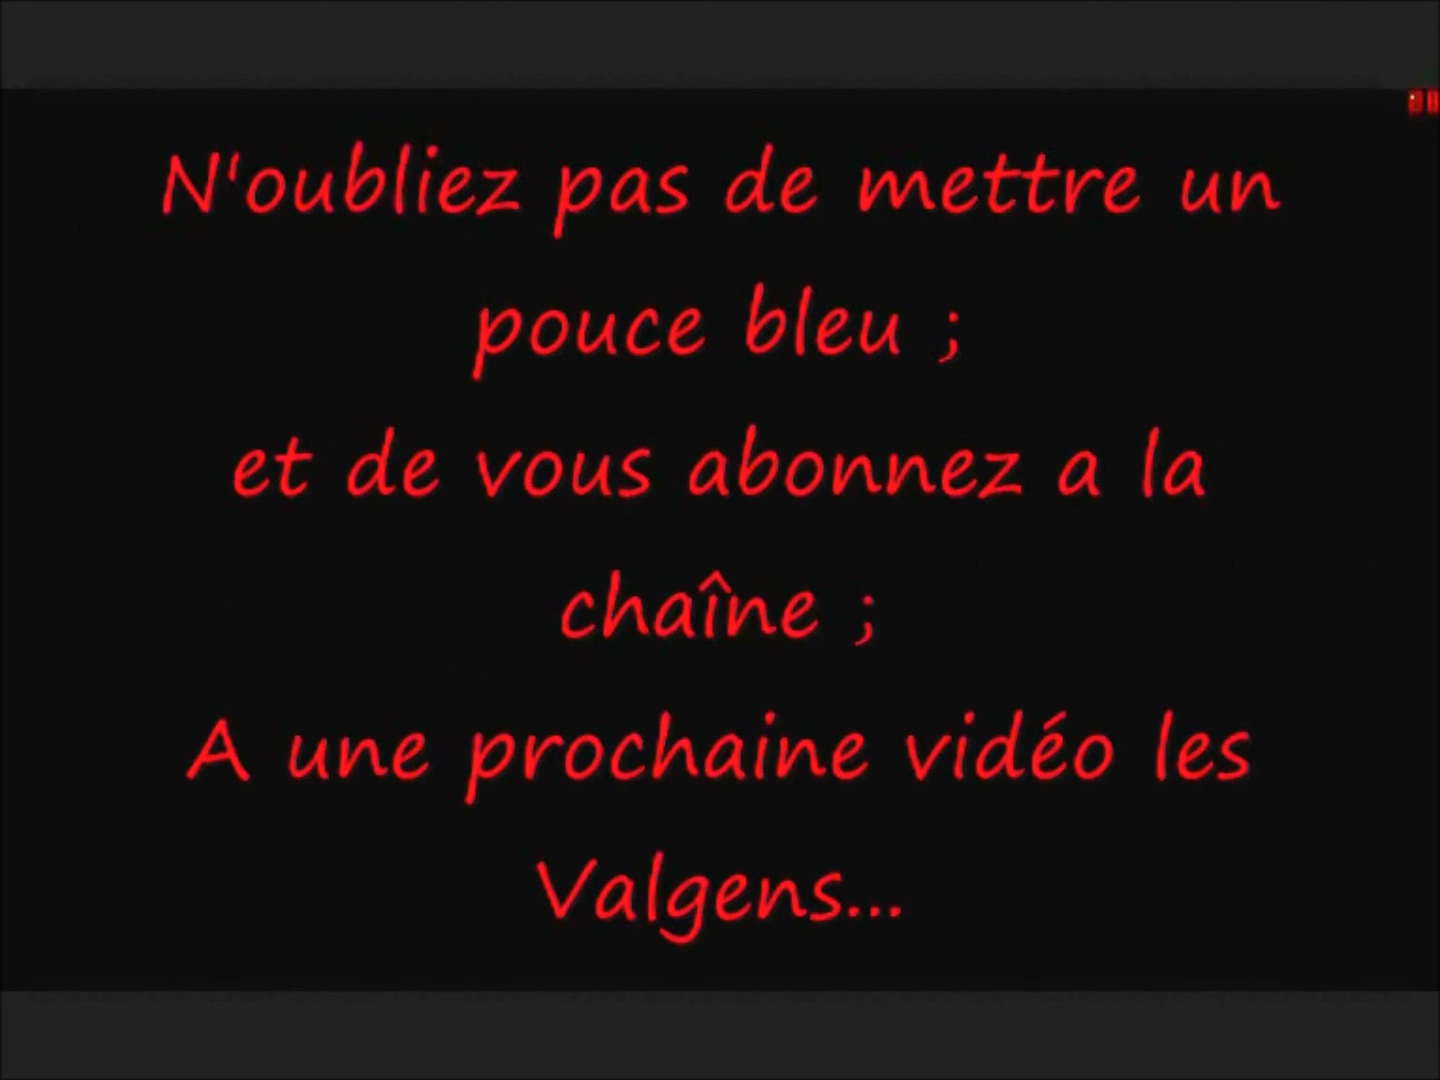 N'oubliez pas de mettre un
pouce bleu ;
et de vous abonnez a la
chaîne ;
A une prochaine vidéo les
Valgens...